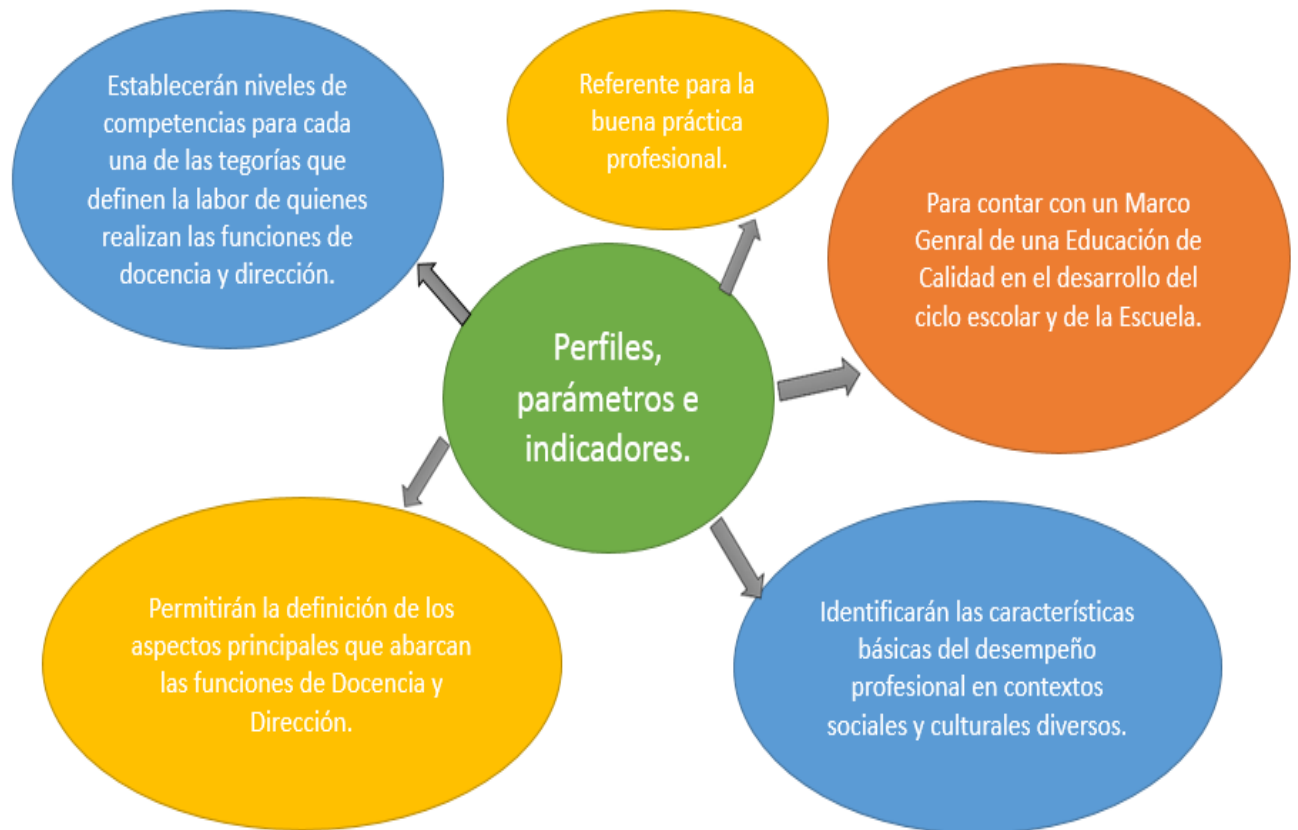 Establecerán niveles de
competencias para cada
una de las tegorías que
definen la labor de quienes
realizan las funciones de
docencia y dirección.
Referente para la
buena práctica
profesional.
Para contar con un Marco
Genral de una Educación de
Calidad en el desarrollo del
ciclo escolar y de la Escuela.
Perfiles,
parámetros e
indicadores.
Permitirán la definición de los
aspectos principales que abarcan
las funciones de Docencia y
Dirección.
Identificarán las características
básicas del desempeño
profesional en contextos
sociales y culturales diversos.